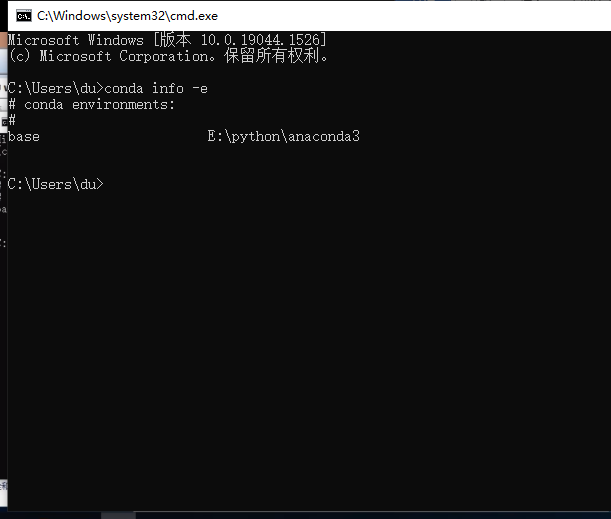 C:\Windows\system32\cmd.exe
Microsoft Windows [版本 10.0.19044.1526]
(c) Microsoft Corporation。保留所有权利。
C:\Users\du>conda info -e
# conda environments:
#
base                     E:\python\anaconda3
C:\Users\du>